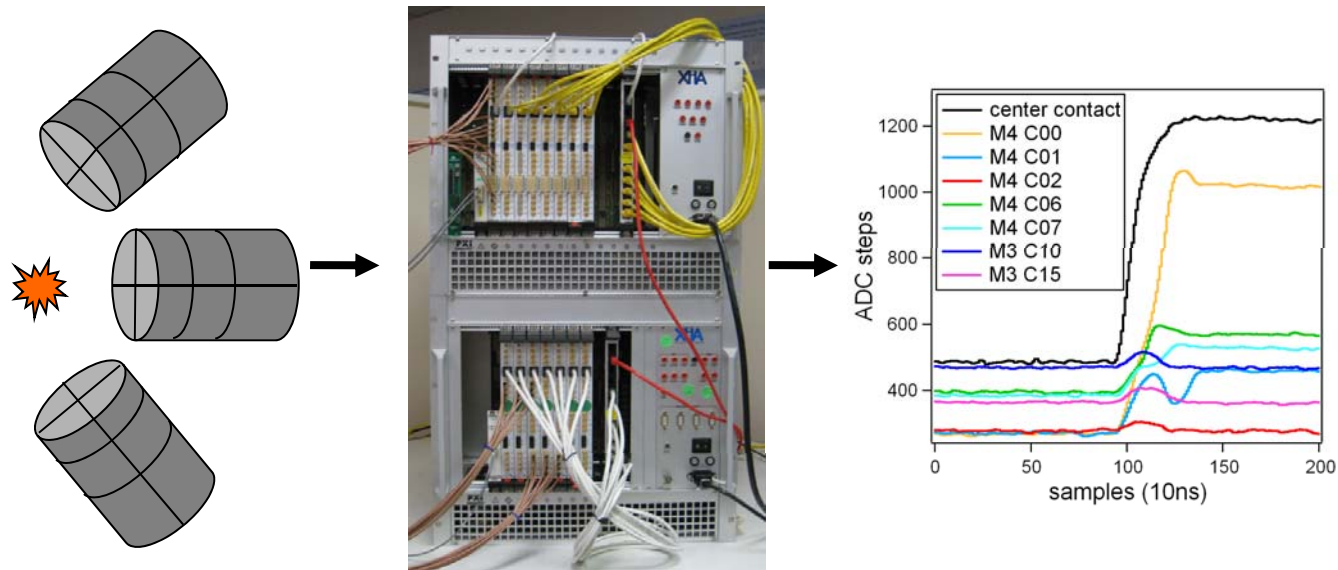 XIA
PXI
XIA
center contact
M4 C00
M4 C01
M4 C02
M4 C06
M4 C07
M3 C10
M3 C15
1200
1000
800
600
400
ADC steps
0
50
100
150
200
samples (10ns)